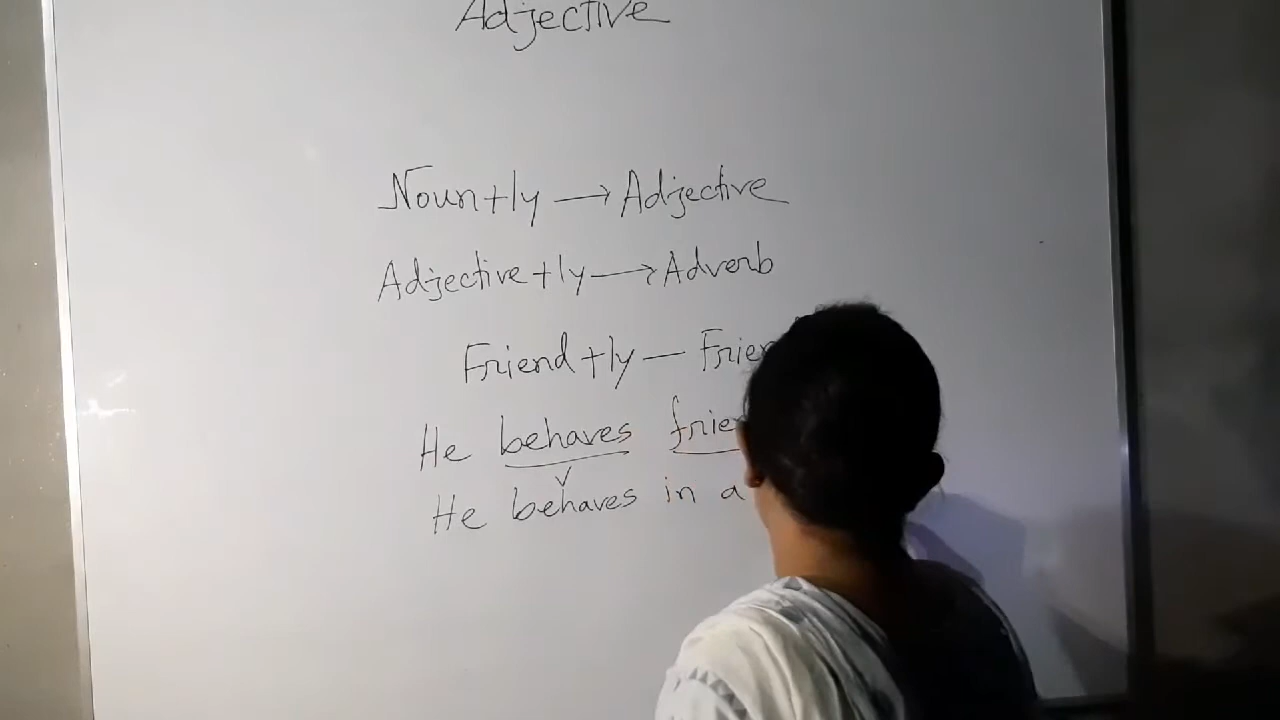 Adjective
Noun+ly → Adjective
Adjective+ly → Adverb
Friend+ly —
He behaves
V
He behaves in a